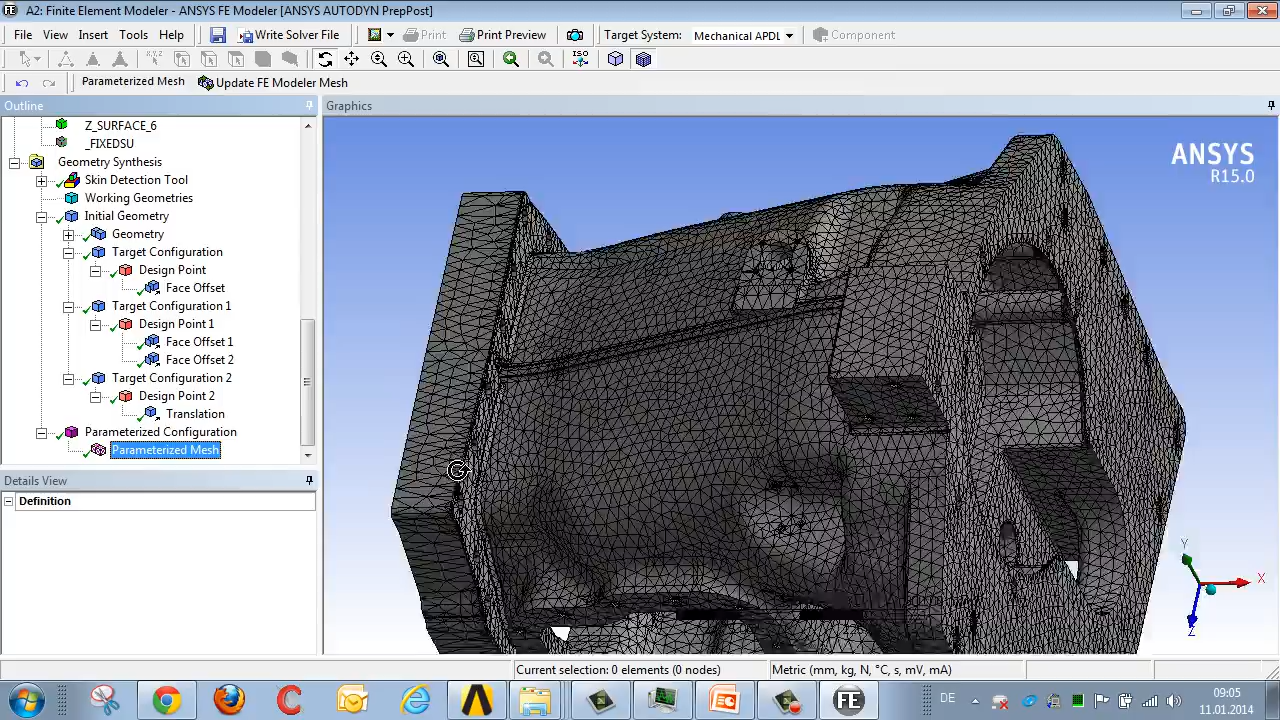 A2: Finite Element Modeler - ANSYS FE Modeler [ANSYS AUTODYN PrepPost]
File View Insert Tools Help Write Solver File Print Print Preview Target System: Mechanical APDL Component
Parameterized Mesh Update FE Modeler Mesh
Outline
Graphics
Z_SURFACE_6
_FIXEDSU
Geometry Synthesis
Skin Detection Tool
Working Geometries
Initial Geometry
Geometry
Target Configuration
Design Point
Face Offset
Target Configuration 1
Design Point 1
Face Offset 1
Face Offset 2
Target Configuration 2
Design Point 2
Translation
Parameterized Configuration
Parameterized Mesh
Details View
Definition
ANSYS
R15.0
Y
X
Z
Current selection: 0 elements (0 nodes) Metric (mm, kg, N, °C, s, mV, mA)
FE
DE
09:05
11.01.2014